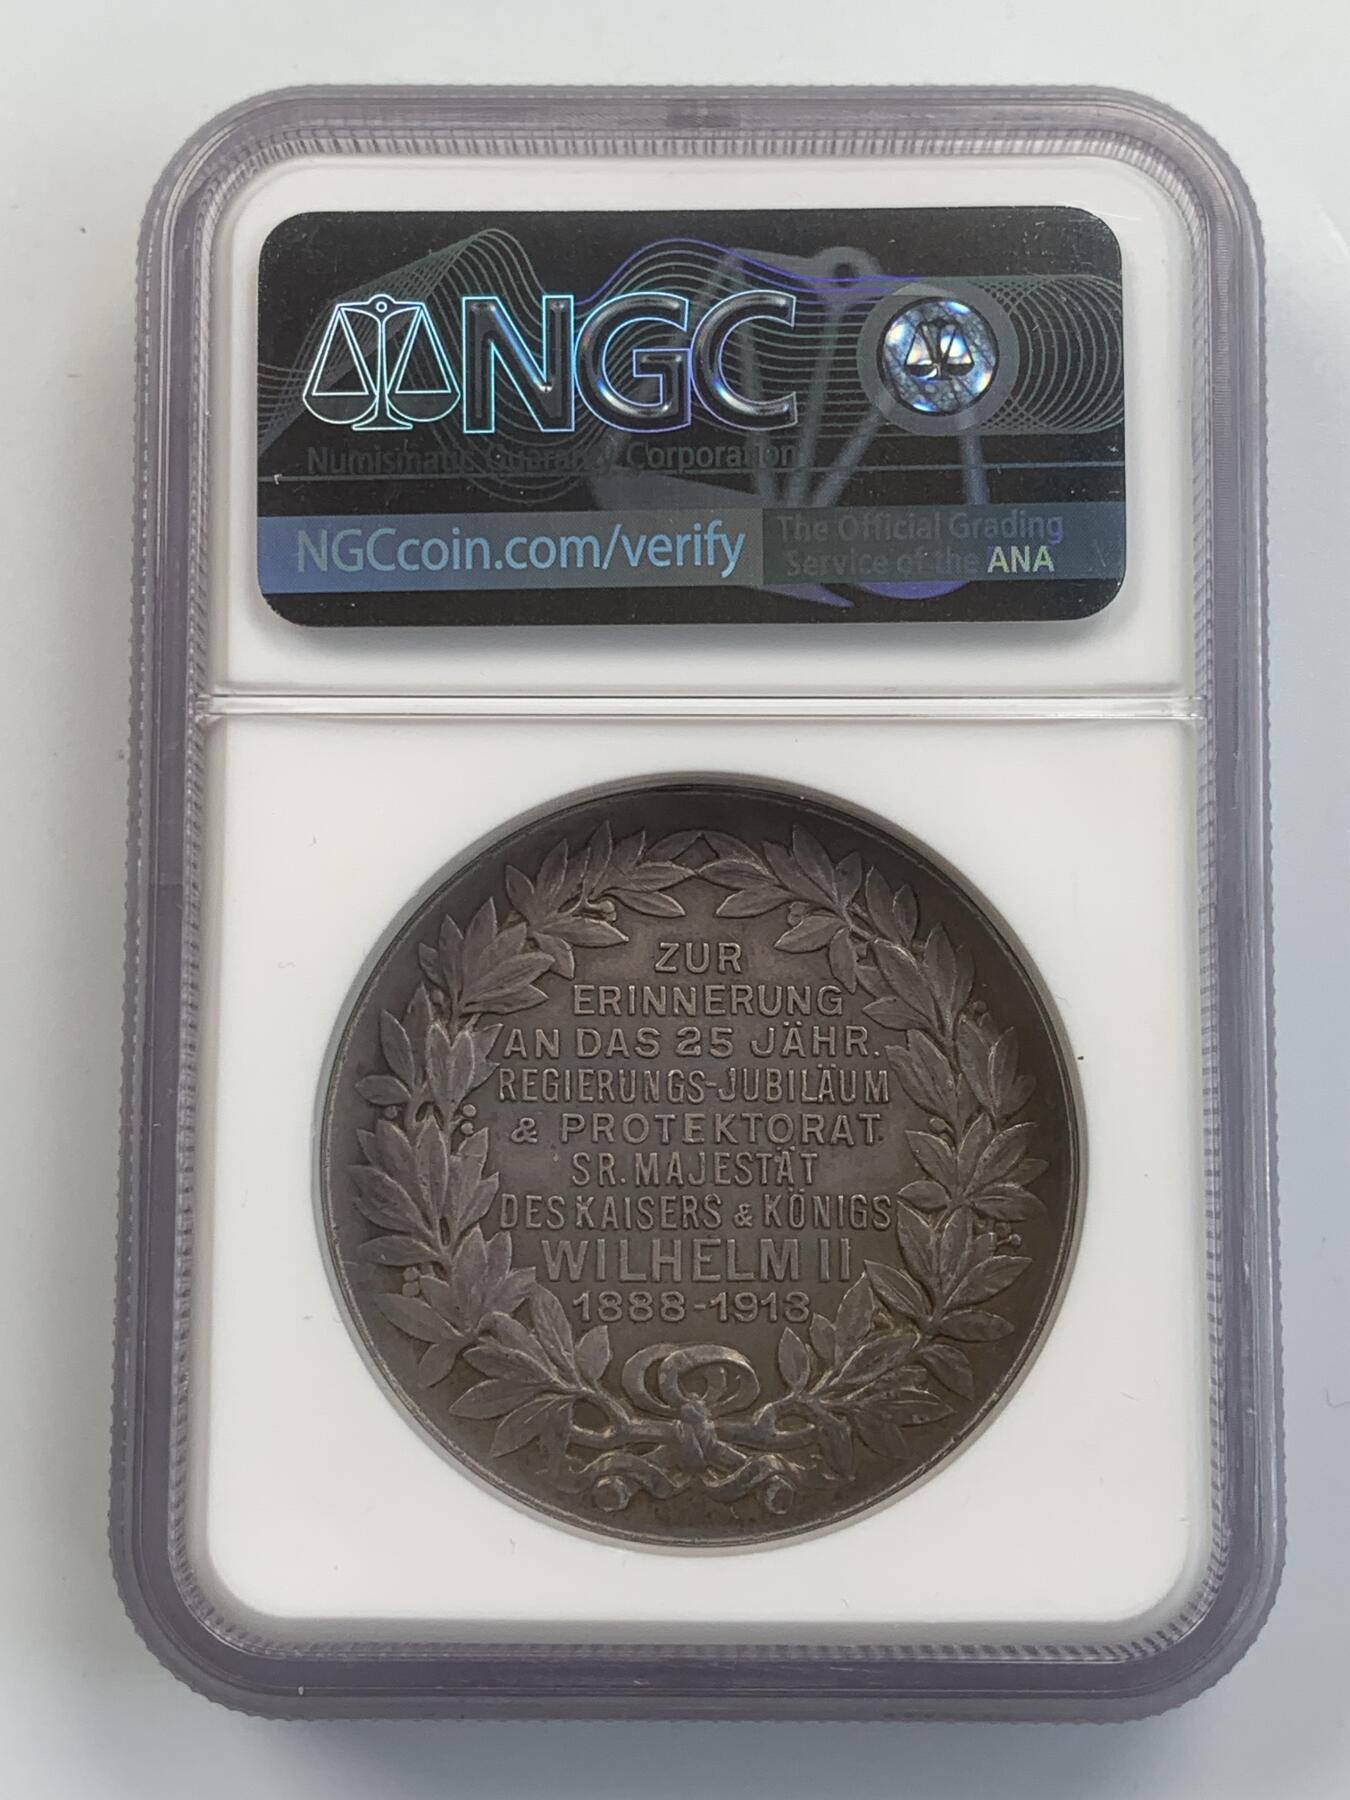 NGC
Numismatic Guaranty Corporation
NGCcoin.com/verify
The Official Grading
Service of the ANA
ZUR
ERINNERUNG
AN DAS 25 JÄHR.
REGIERUNGS-JUBILÄUM
& PROTEKTORAT
SR. MAJESTÄT
DES KAISERS & KÖNIGS
WILHELM II
1888-1913